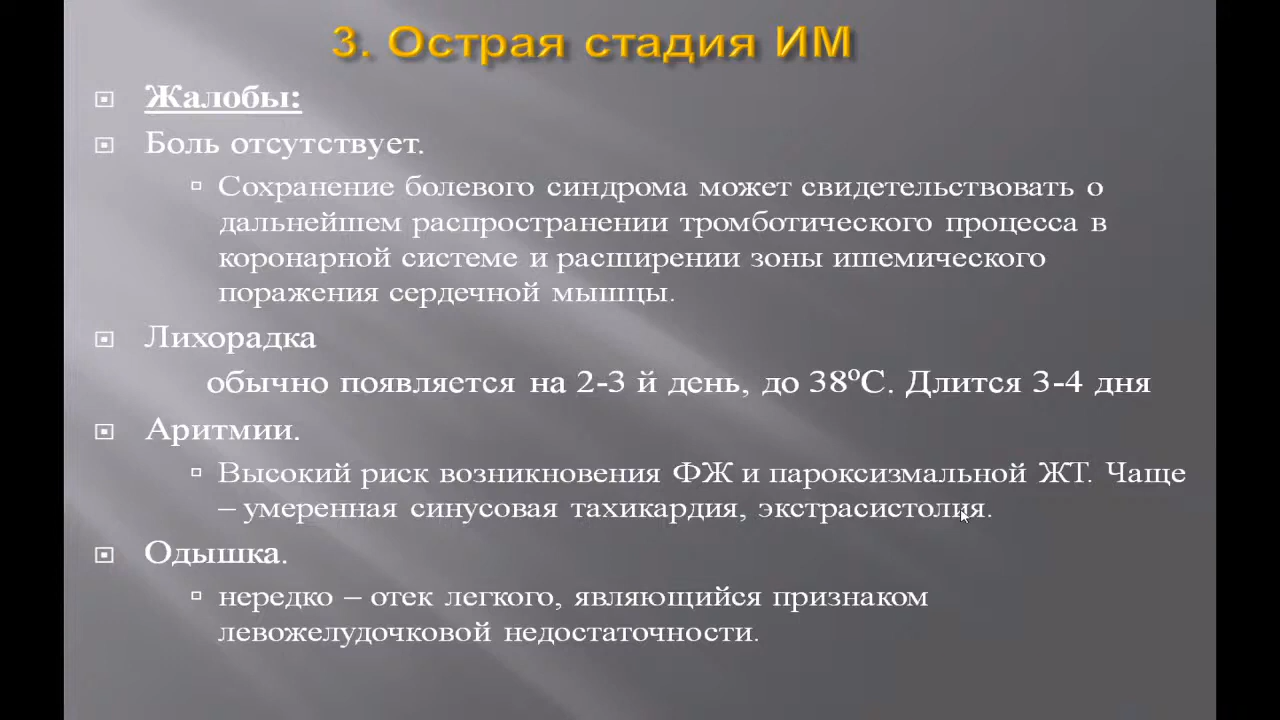 3. Острая стадия ИМ
Жалобы:
Боль отсутствует.
Сохранение болевого синдрома может свидетельствовать о
дальнейшем распространении тромботического процесса в
коронарной системе и расширении зоны ишемического
поражения сердечной мышцы.
Лихорадка
обычно появляется на 2-3 й день, до 38ºС. Длится 3-4 дня
Аритмии.
Высокий риск возникновения ФЖ и пароксизмальной ЖТ. Чаще
– умеренная синусовая тахикардия, экстрасистолия.
Одышка.
нередко – отек легкого, являющийся признаком
левожелудочковой недостаточности.